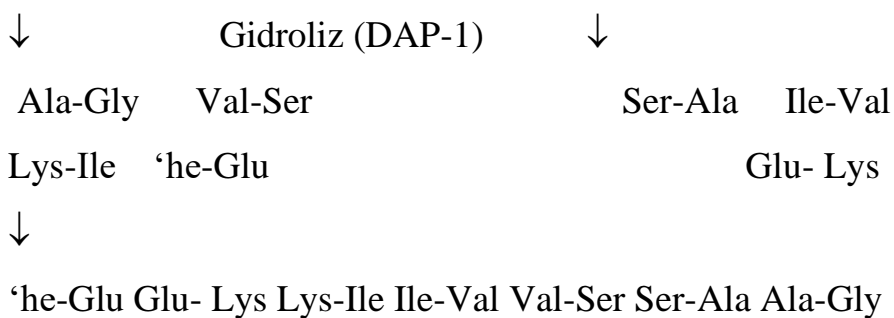 ↓ Gidroliz (DAP-1) ↓
Ala-Gly Val-Ser Ser-Ala Ile-Val
Lys-Ile ‘he-Glu Glu- Lys
↓
‘he-Glu Glu- Lys Lys-Ile Ile-Val Val-Ser Ser-Ala Ala-Gly